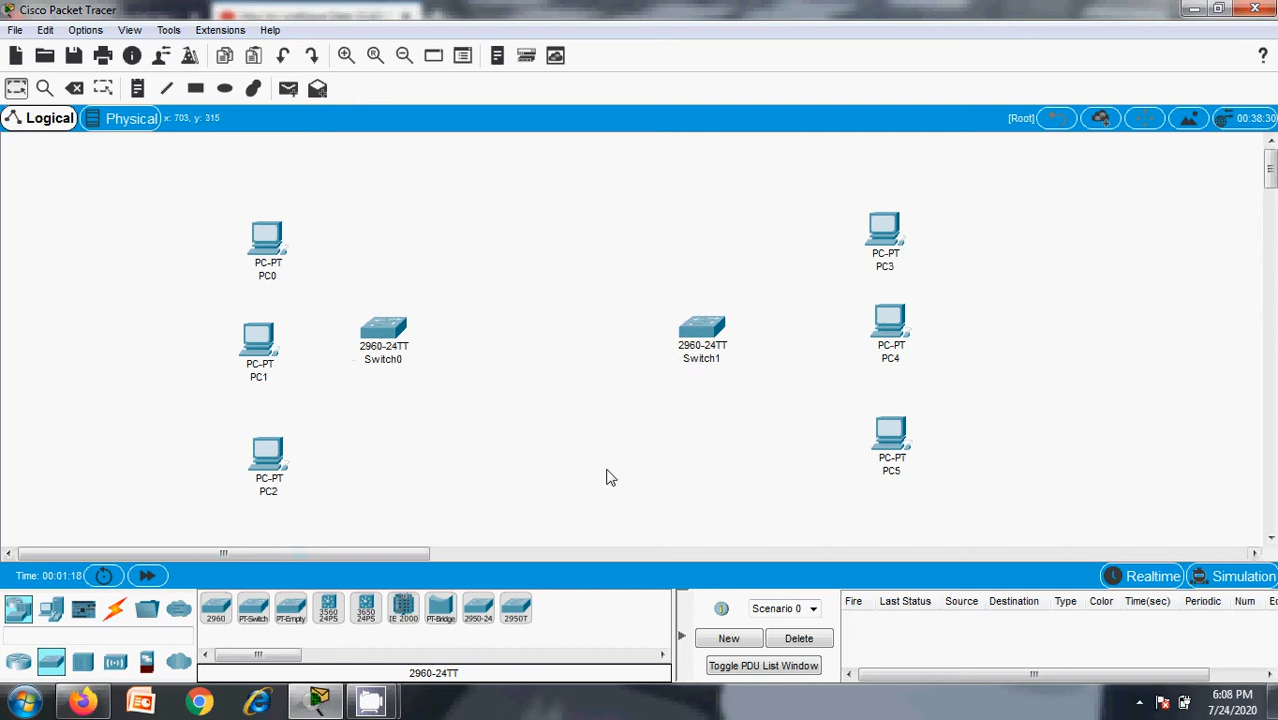 Cisco Packet Tracer
File Edit Options View Tools Extensions Help
Logical Physical x: 703, y: 315 [Root] 00:38:30
PC-PT
PC0
PC-PT
PC3
2960-24TT
Switch0
2960-24TT
Switch1
PC-PT
PC4
PC-PT
PC1
PC-PT
PC5
PC-PT
PC2
Time: 00:01:18 Realtime Simulation
2960 PT-Switch PT-Empty 3560 24PS 3650 24PS IE 2000 PT-Bridge 2950-24 2950T
2960-24TT
Scenario 0
New Delete
Toggle PDU List Window
Fire Last Status Source Destination Type Color Time(sec) Periodic Num
6:08 PM
7/24/2020